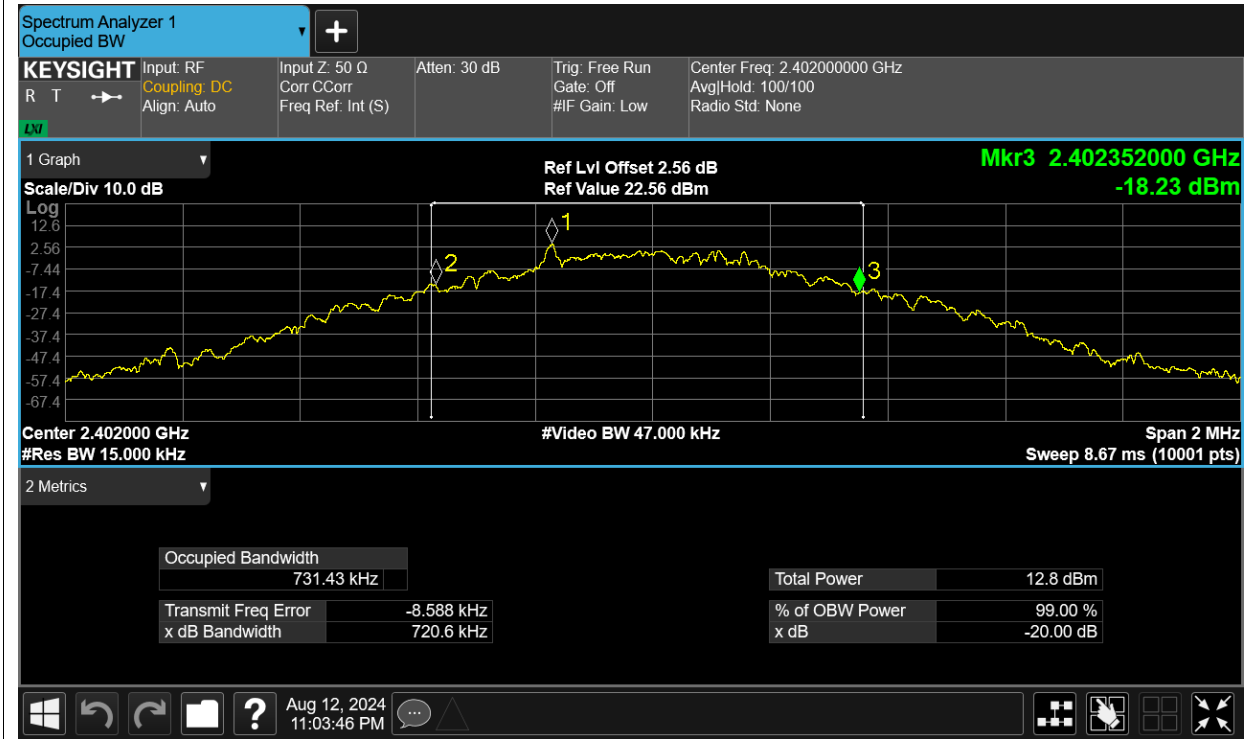 Spectrum Analyzer 1
Occupied BW
KEYSIGHT
R T
LXI
Input: RF
Coupling: DC
Align: Auto
Input Z: 50 Ω
Corr CCorr
Freq Ref: Int (S)
Atten: 30 dB
Trig: Free Run
Gate: Off
#IF Gain: Low
Center Freq: 2.402000000 GHz
Avg|Hold: 100/100
Radio Std: None
1 Graph
Scale/Div 10.0 dB
Ref Lvl Offset 2.56 dB
Ref Value 22.56 dBm
Mkr3 2.402352000 GHz
-18.23 dBm
Log
12.6
2.56
-7.44
-17.4
-27.4
-37.4
-47.4
-57.4
-67.4
1
2
3
Center 2.402000 GHz
#Res BW 15.000 kHz
#Video BW 47.000 kHz
Span 2 MHz
Sweep 8.67 ms (10001 pts)
2 Metrics
Occupied Bandwidth
731.43 kHz
Transmit Freq Error -8.588 kHz
x dB Bandwidth 720.6 kHz
Total Power 12.8 dBm
% of OBW Power 99.00 %
x dB -20.00 dB
?
Aug 12, 2024
11:03:46 PM